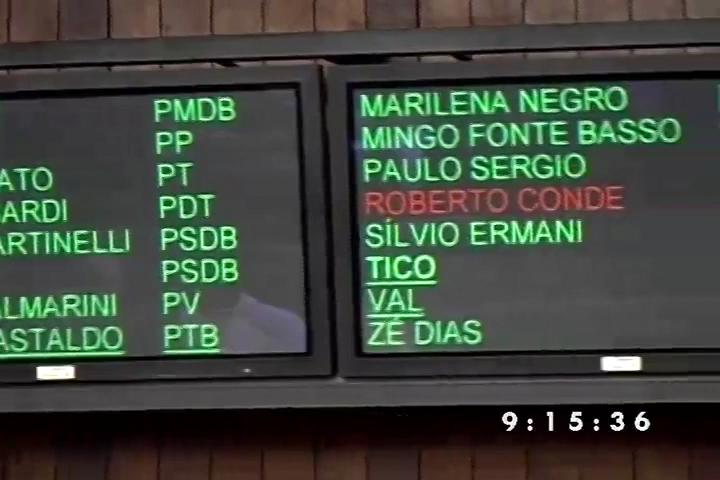 PMDB
PP
ATO PT
ARDI PDT
ARTINELLI PSDB
PSDB
ALMARINI PV
ASTALDO PTB
MARILENA NEGRO
MINGO FONTE BASSO
PAULO SERGIO
ROBERTO CONDE
SÍLVIO ERMANI
TICO
VAL
ZÉ DIAS
9:15:36